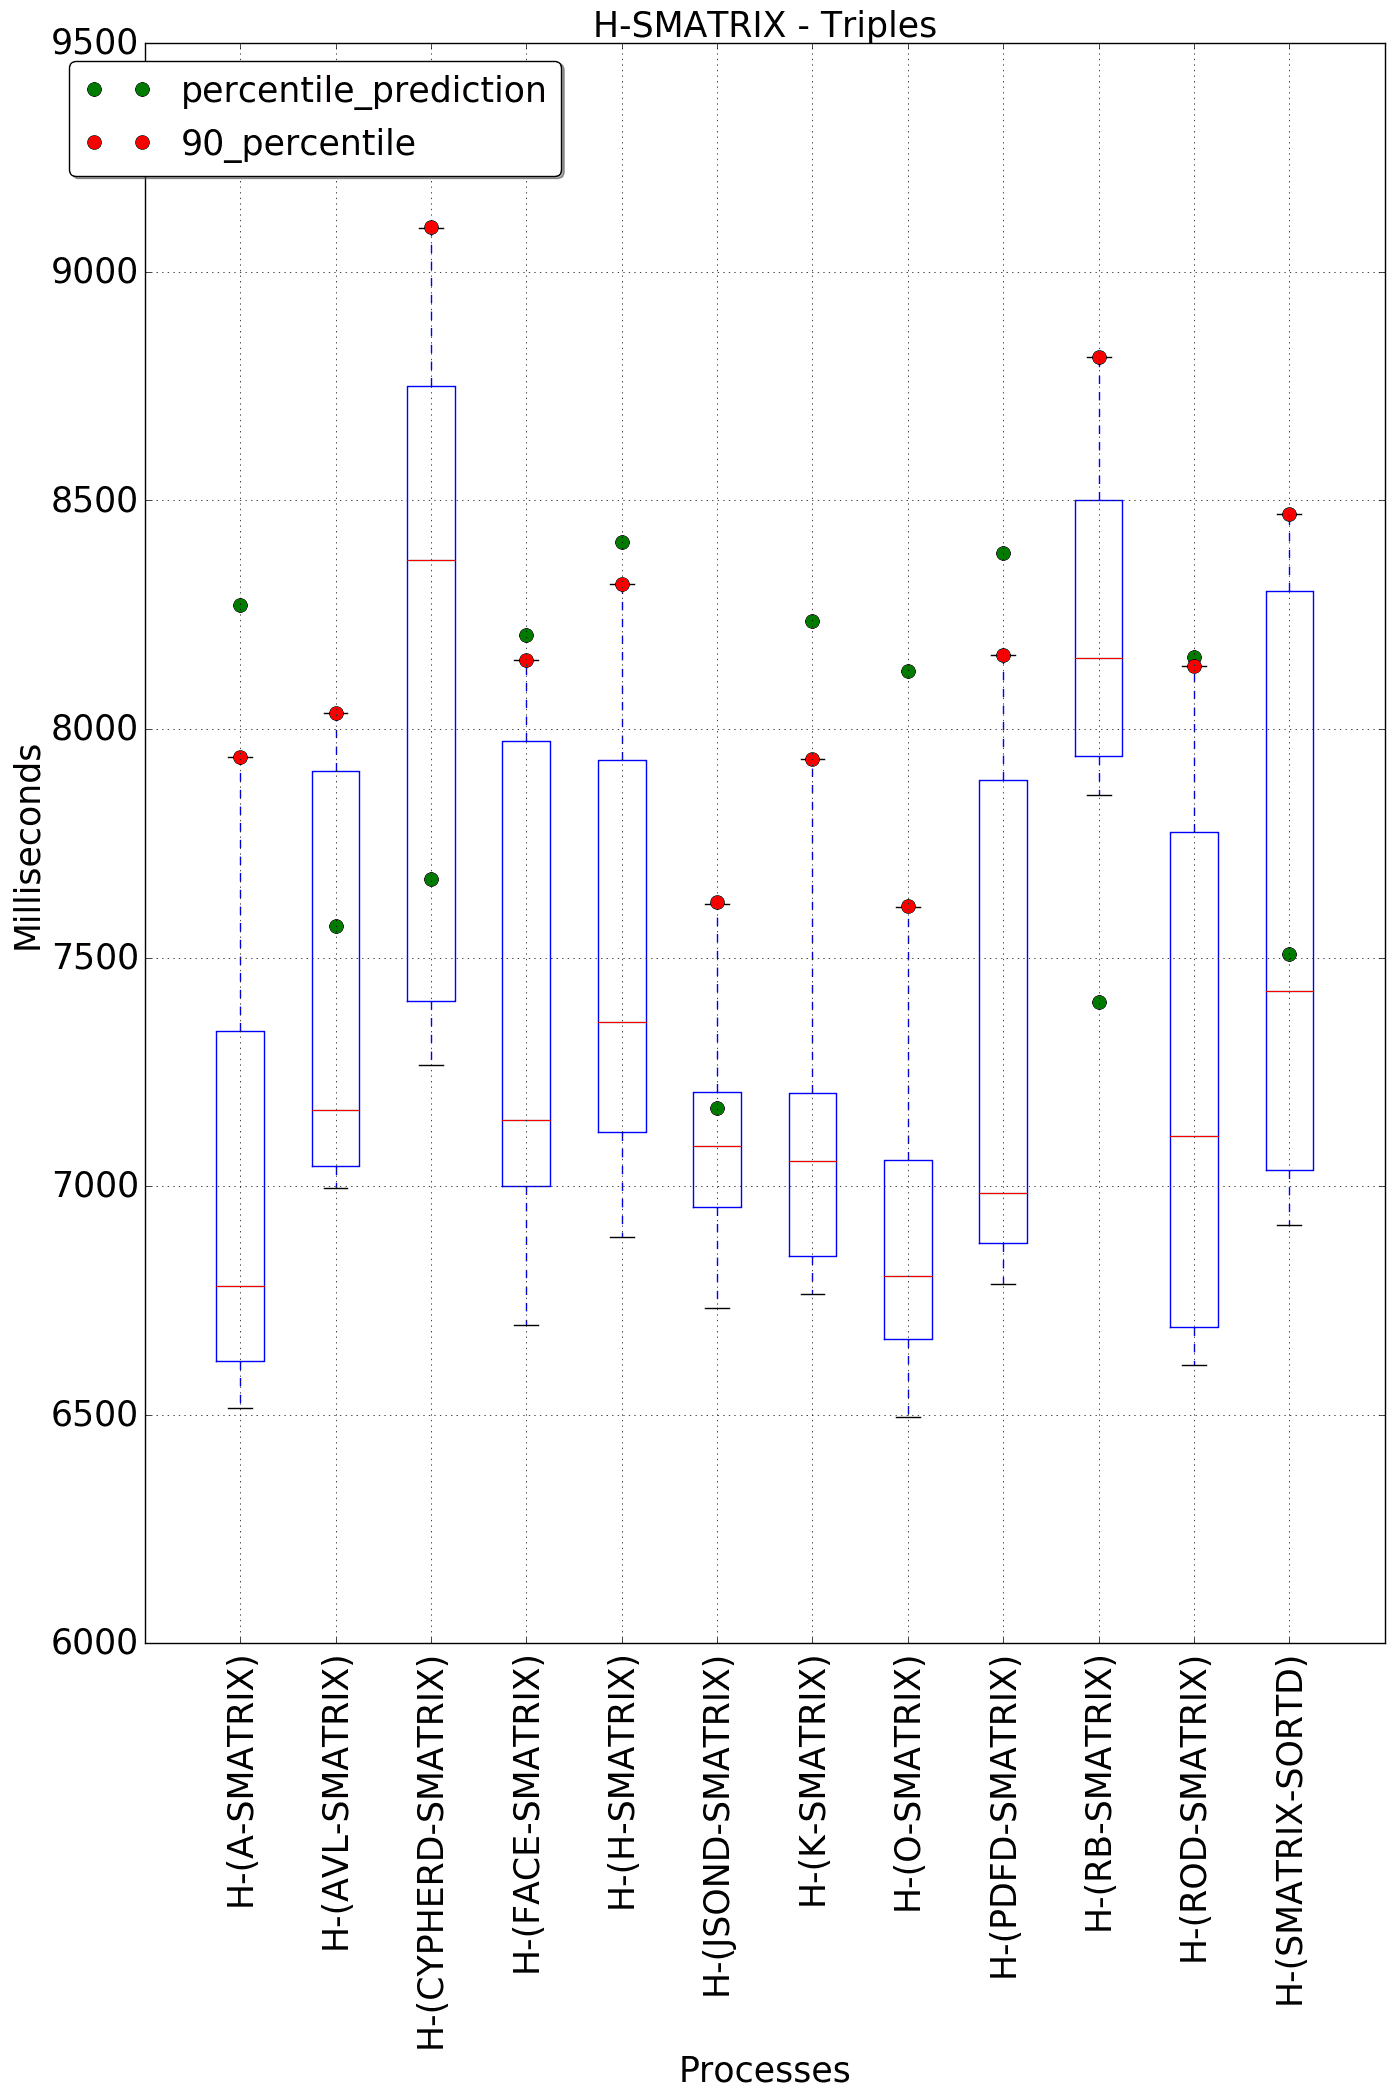 H-SMATRIX - Triples
percentile_prediction
90_percentile
9500
9000
8500
8000
7500
7000
6500
6000
Milliseconds
H-(A-SMATRIX)
H-(AVL-SMATRIX)
H-(CYPHERD-SMATRIX)
H-(FACE-SMATRIX)
H-(H-SMATRIX)
H-(JSOND-SMATRIX)
H-(K-SMATRIX)
H-(O-SMATRIX)
H-(PDFD-SMATRIX)
H-(RB-SMATRIX)
H-(ROD-SMATRIX)
H-(SMATRIX-SORTD)
Processes